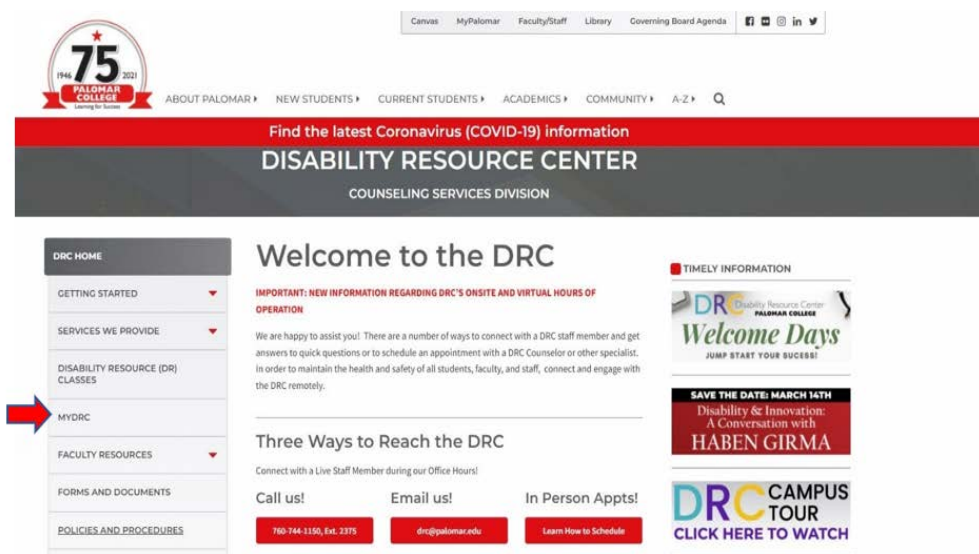 Canvas MyPalomar Faculty/Staff Library Governing Board Agenda
1946 75 2021
PALOMAR
COLLEGE
Learning for Success
ABOUT PALOMAR NEW STUDENTS CURRENT STUDENTS ACADEMICS COMMUNITY A-Z
Find the latest Coronavirus (COVID-19) information
DISABILITY RESOURCE CENTER
COUNSELING SERVICES DIVISION
DRC HOME
GETTING STARTED
SERVICES WE PROVIDE
DISABILITY RESOURCE (DR)
CLASSES
MYDRC
FACULTY RESOURCES
FORMS AND DOCUMENTS
POLICIES AND PROCEDURES
Welcome to the DRC
IMPORTANT: NEW INFORMATION REGARDING DRC'S ONSITE AND VIRTUAL HOURS OF
OPERATION
We are happy to assist you! There are a number of ways to connect with a DRC staff member and get
answers to quick questions or to schedule an appointment with a DRC Counselor or other specialist.
In order to maintain the health and safety of all students, faculty, and staff, connect and engage with
the DRC remotely.
Three Ways to Reach the DRC
Connect with a Live Staff Member during our Office Hours!
Call us! Email us! In Person Appts!
760-744-1150, Ext. 2375 drc@palomar.edu Learn How to Schedule
TIMELY INFORMATION
DRC Disability Resource Center
PALOMAR COLLEGE
Welcome Days
JUMP START YOUR SUCESS!
SAVE THE DATE: MARCH 14TH
Disability & Innovation:
A Conversation with
HABEN GIRMA
DRC CAMPUS
TOUR
CLICK HERE TO WATCH